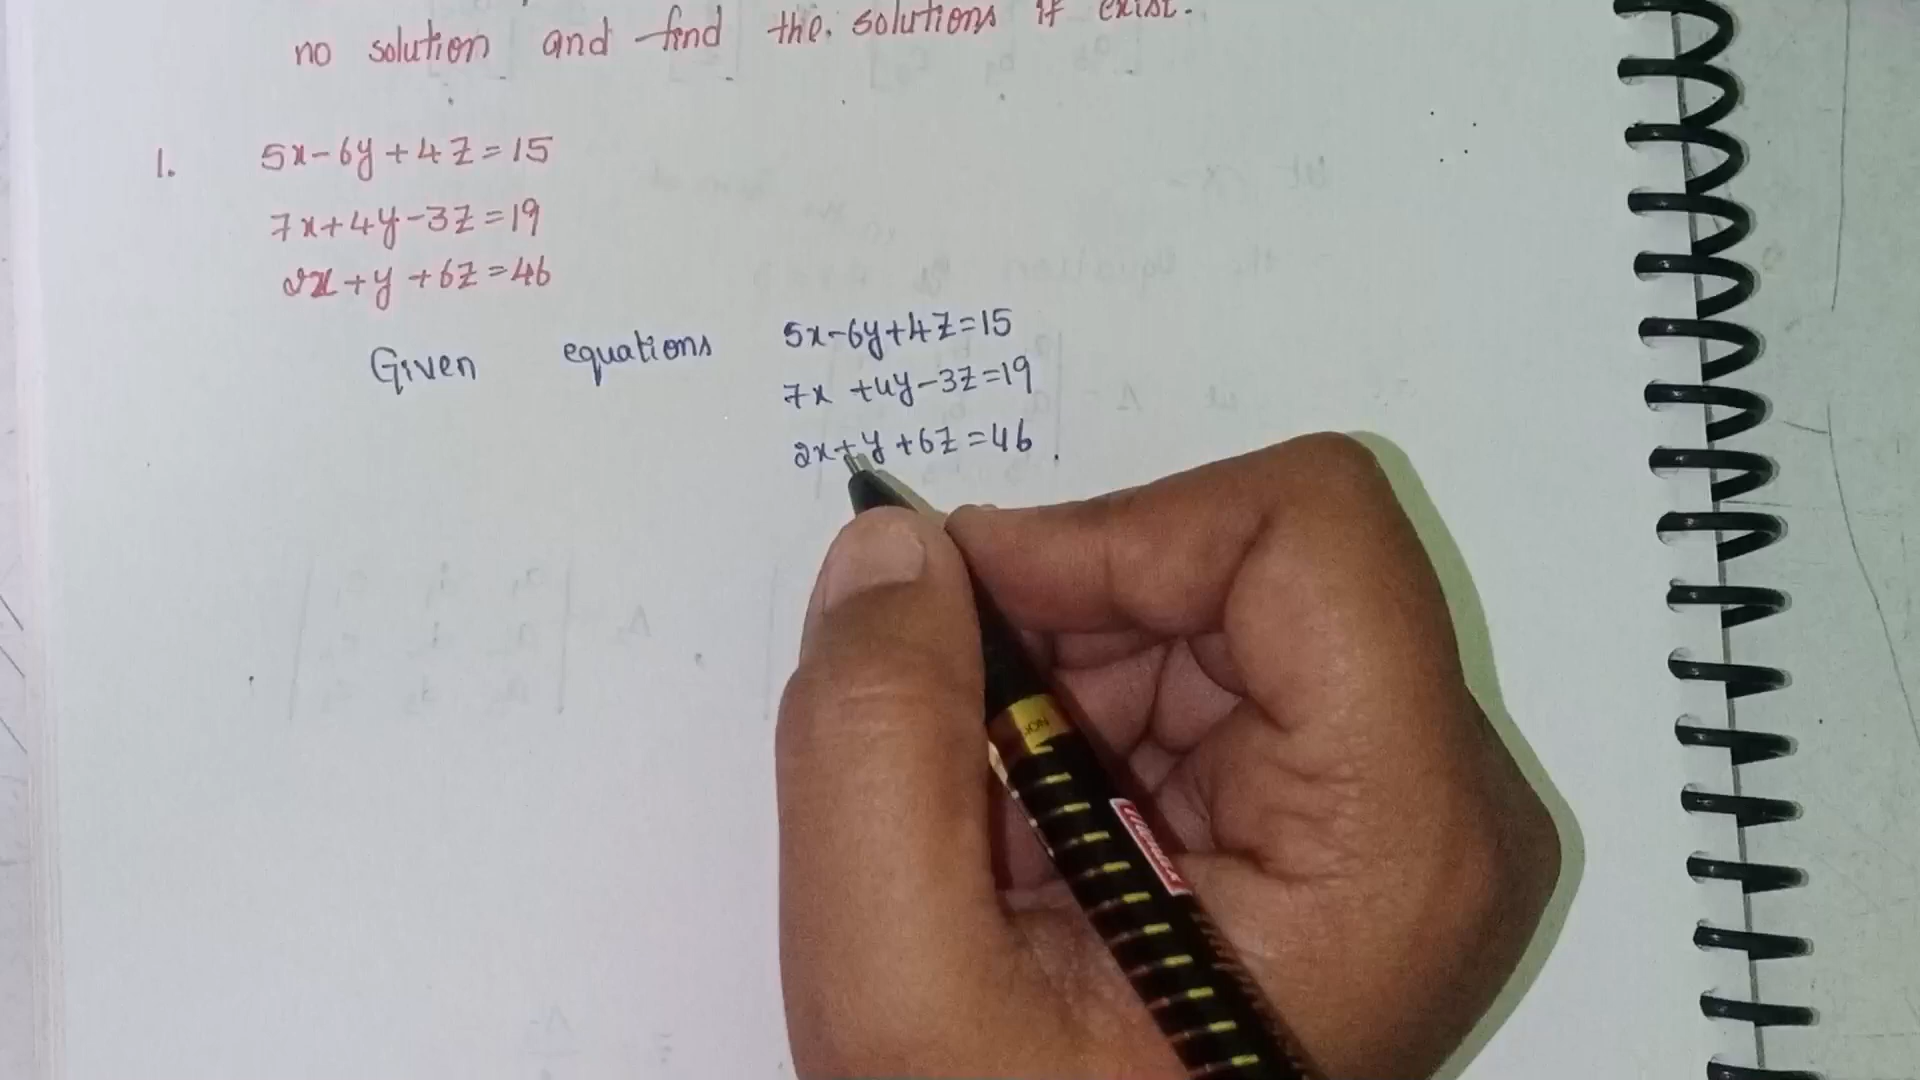 no solution and find the. solutions if exist.
1. 5x-6y+4z=15
7x+4y-3z=19
2x+y+6z=46
Given equations 5x-6y+4z=15
7x+4y-3z=19
2x+y+6z=46.